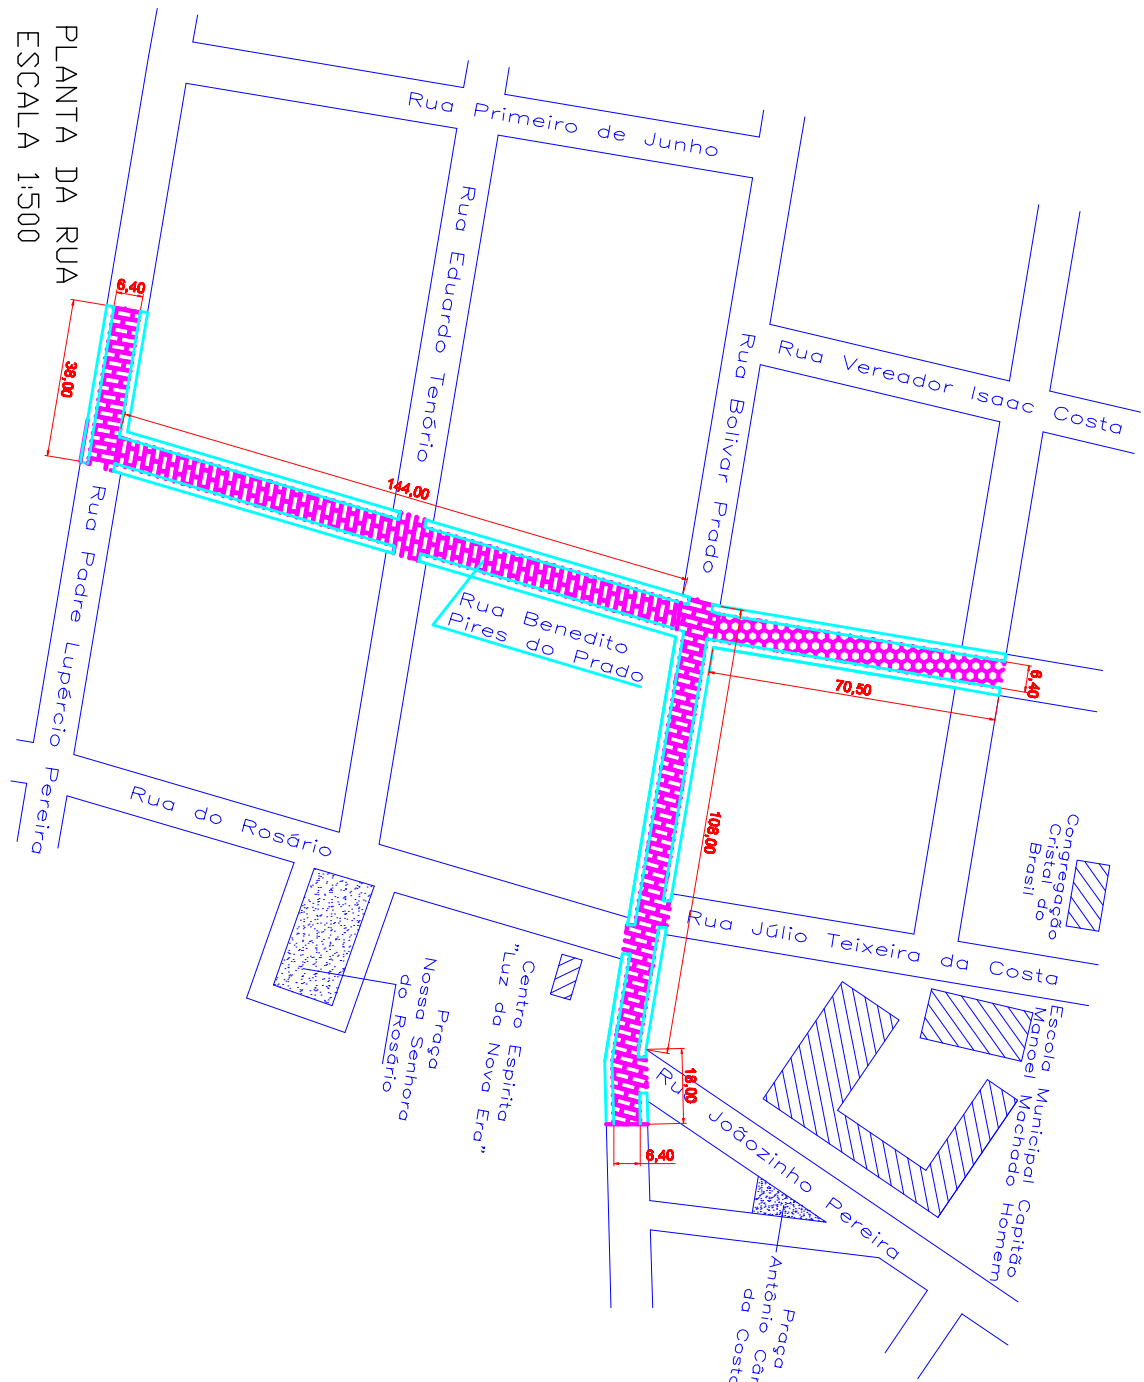 PLANTA DA RUA
ESCALA 1:500
Rua Primeiro de Junho
Rua Eduardo Tenório
Rua Bolivar Prado
Rua Vereador Isaac Costa
6,40
38,00
144,00
Rua Benedito
Pires do Prado
108,00
70,50
6,40
Rua Padre Lupércio Pereira
Rua do Rosário
Rua Júlio Teixeira da Costa
Congregação
Cristal do
Brasil
Escola Municipal Capitão
Manoel Machado Homem
Centro Espirita
"Luz da Nova Era"
Praça
Nossa Senhora
do Rosário
18,00
6,40
Rua Joãozinho Pereira
Praça
Antônio
da